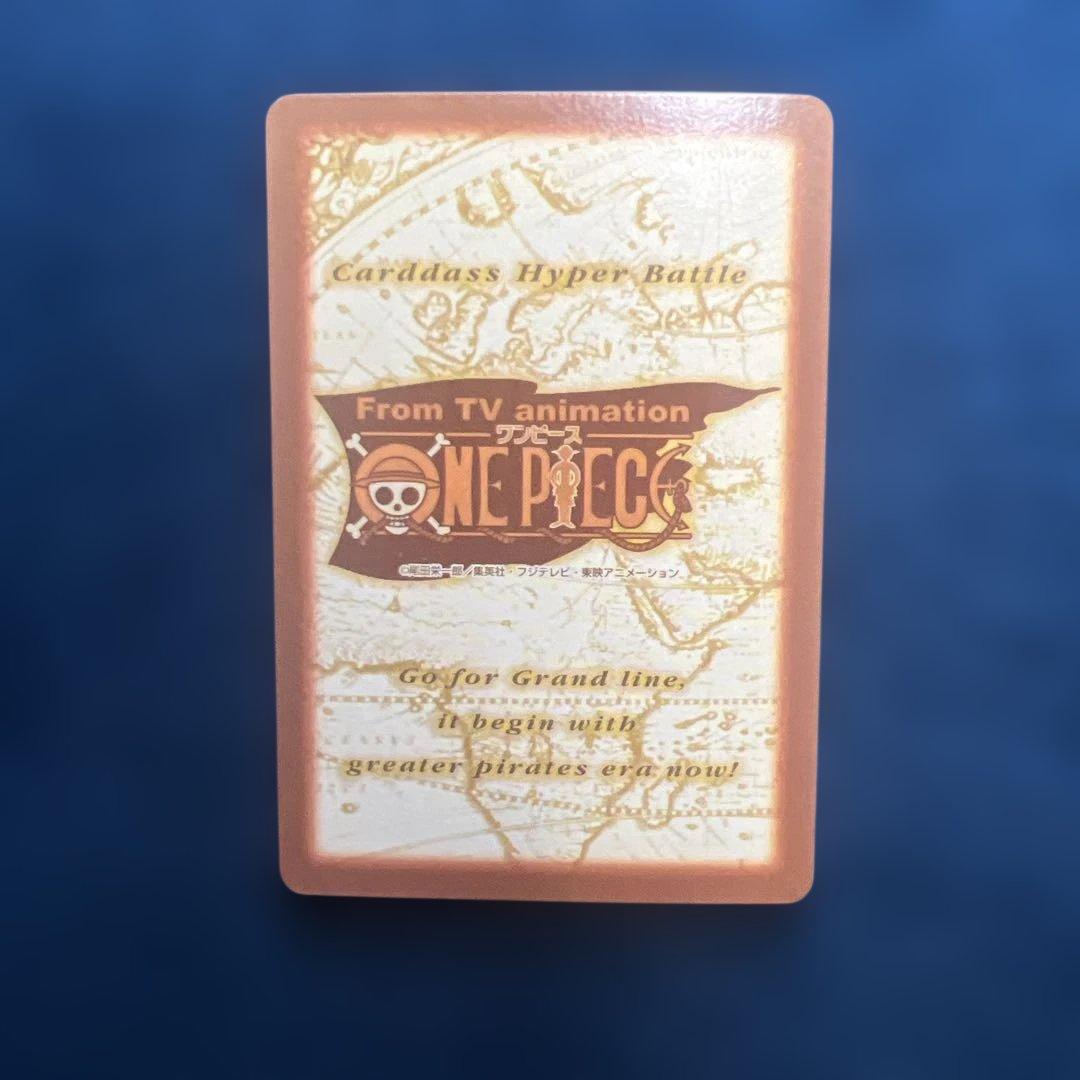 Carddass Hyper Battle
From TV animation
ワンピース
ONE PIECE
©尾田栄一郎／集英社・フジテレビ・東映アニメーション
Go for Grand line,
it begin with
greater pirates era now!